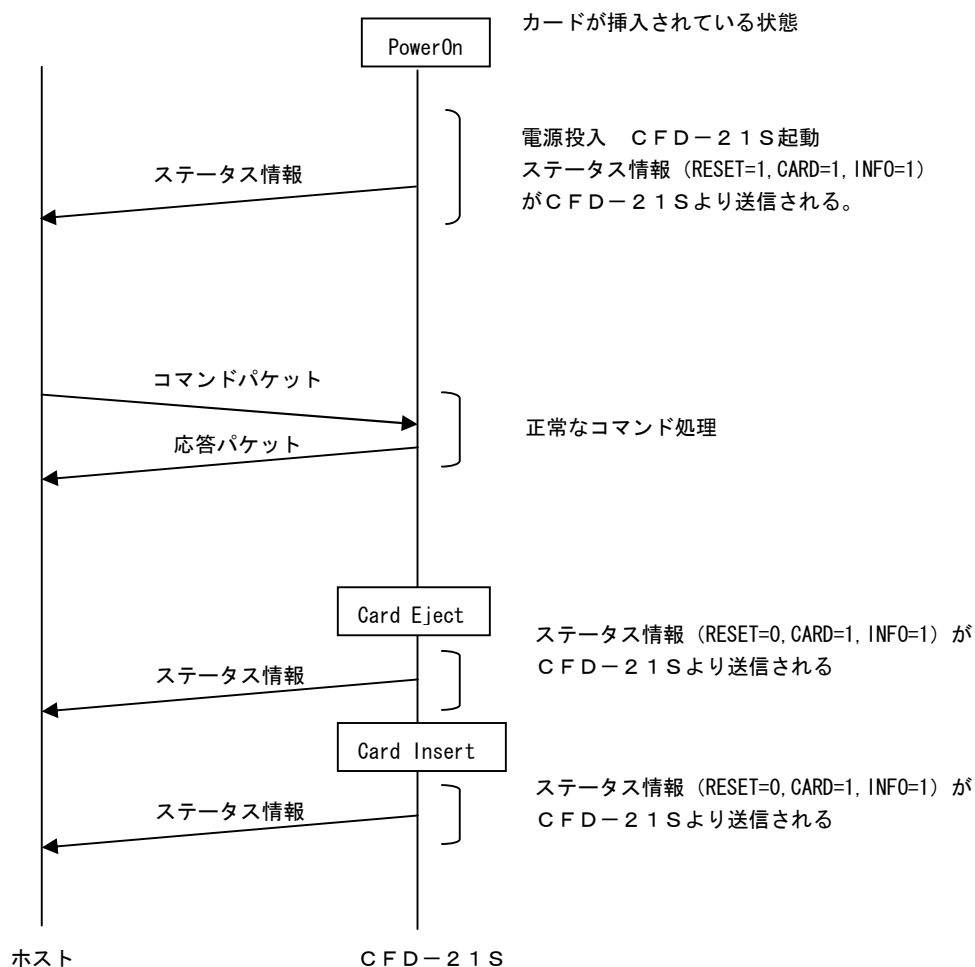 カードが挿入されている状態
PowerOn
電源投入　ＣＦＤ－２１Ｓ起動
ステータス情報（RESET=1,CARD=1,INFO=1）
がＣＦＤ－２１Ｓより送信される。
ステータス情報
コマンドパケット
正常なコマンド処理
応答パケット
Card Eject
ステータス情報（RESET=0,CARD=1,INFO=1）が
ＣＦＤ－２１Ｓより送信される
ステータス情報
Card Insert
ステータス情報（RESET=0,CARD=1,INFO=1）が
ＣＦＤ－２１Ｓより送信される
ステータス情報
ホスト
ＣＦＤ－２１Ｓ